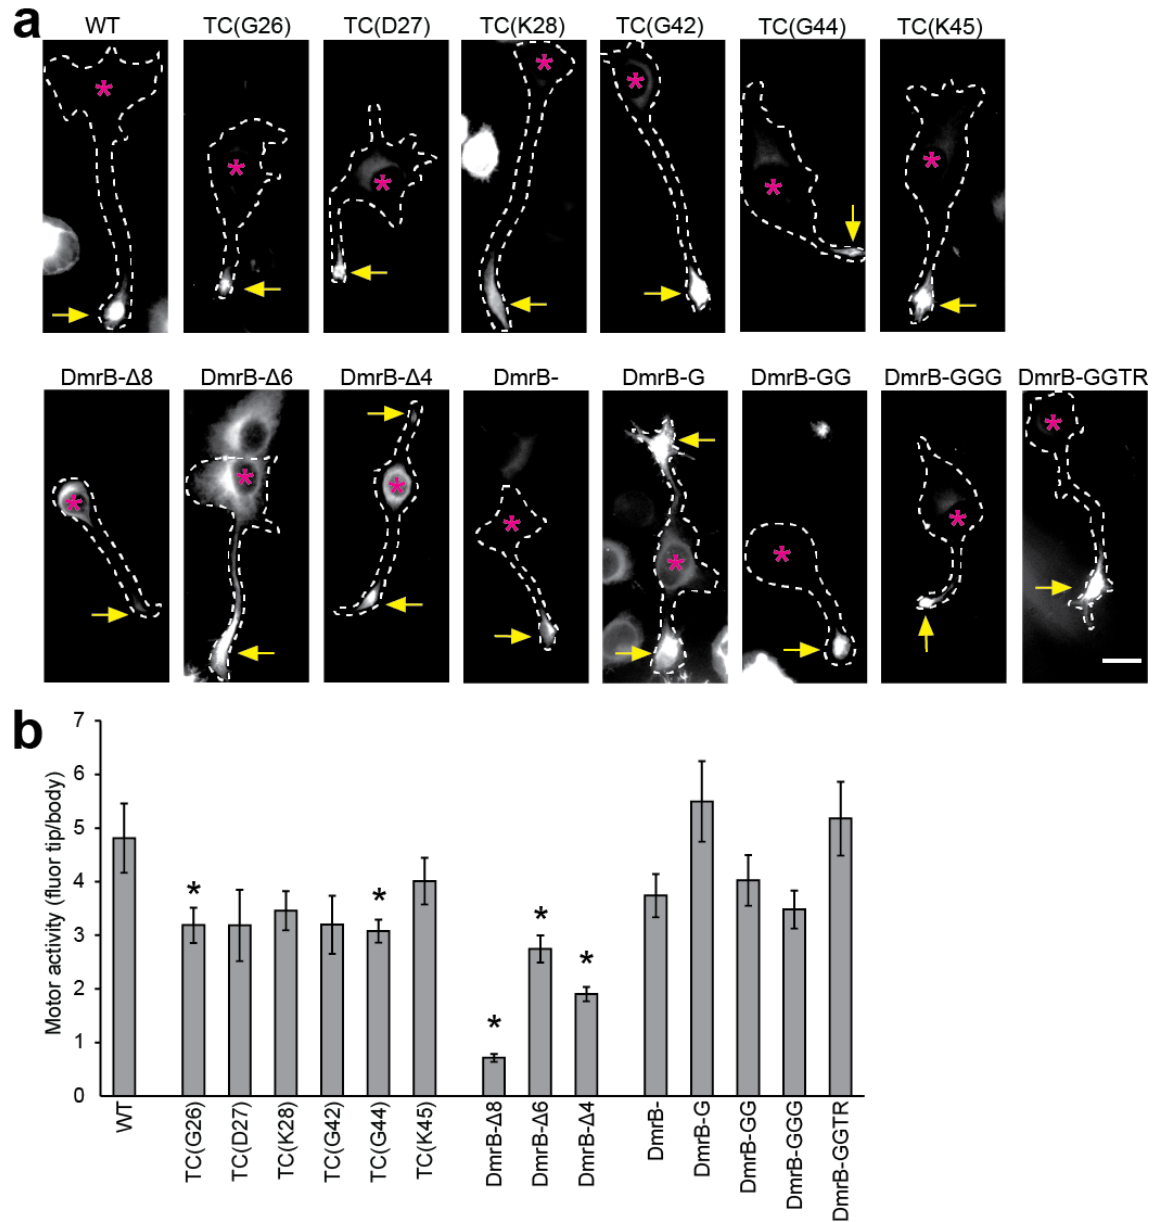 a
WT TC(G26) TC(D27) TC(K28) TC(G42) TC(G44) TC(K45)
* * * * * * *
DmrB-Δ8 DmrB-Δ6 DmrB-Δ4 DmrB- DmrB-G DmrB-GG DmrB-GGG DmrB-GGTR
* * * * * * * *
b
Motor activity (fluor tip/body)
7
6
5
4
3
2
1
0
* * * * *
WT
TC(G26)
TC(D27)
TC(K28)
TC(G42)
TC(G44)
TC(K45)
DmrB-Δ8
DmrB-Δ6
DmrB-Δ4
DmrB-
DmrB-G
DmrB-GG
DmrB-GGG
DmrB-GGTR